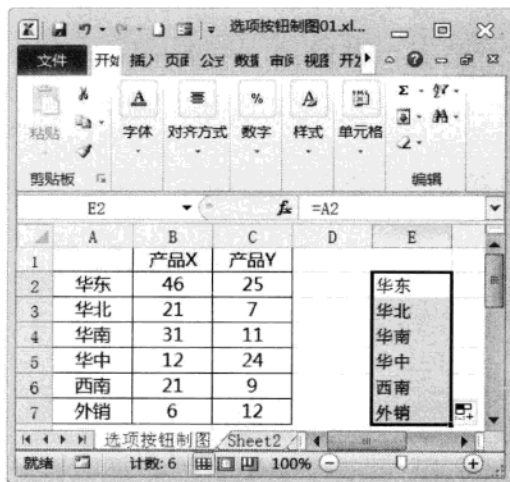 选项按钮制图01.xl...
文件 开始 插入 页面 公式 数据 审阅 视图 开发
粘贴
剪贴板
A
字体
对齐方式
%
数字
A
样式
单元格
Σ
编辑
E2 fx =A2
A B C D E
1 产品X 产品Y
2 华东 46 25 华东
3 华北 21 7 华北
4 华南 31 11 华南
5 华中 12 24 华中
6 西南 21 9 西南
7 外销 6 12 外销
选项按钮制图 Sheet2
就绪 计数: 6 100%